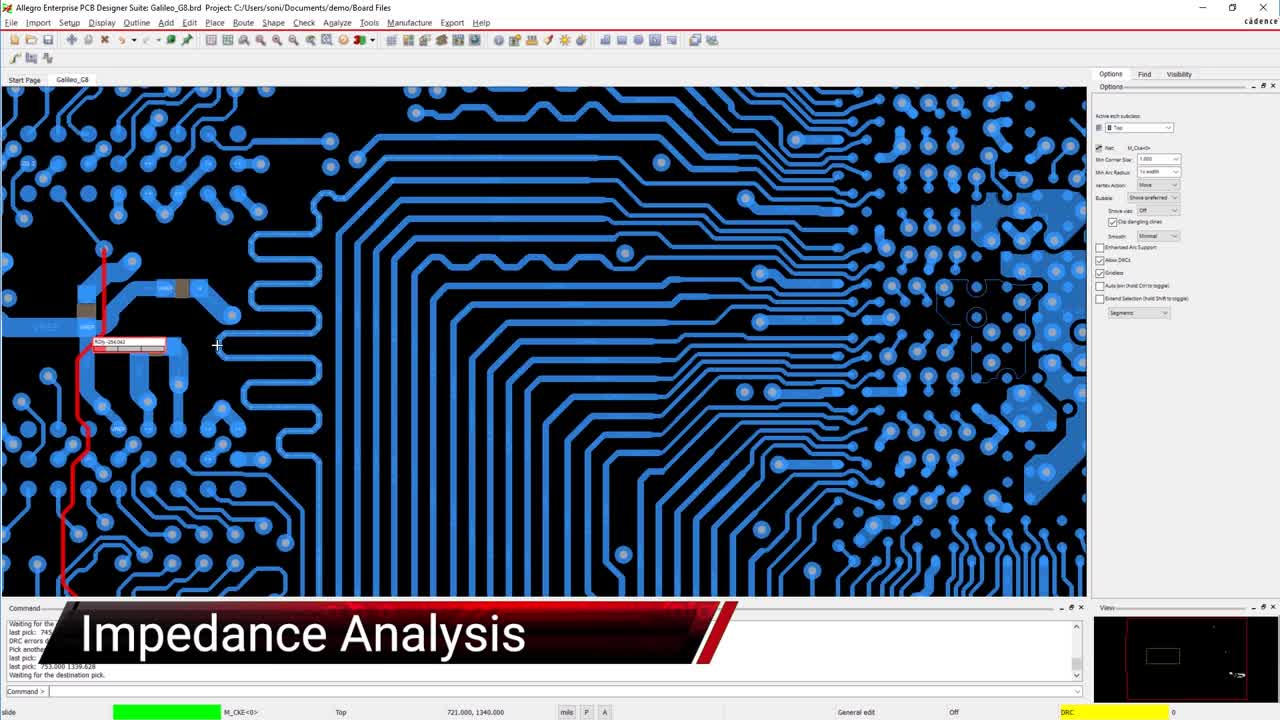 Allegro Enterprise PCB Designer Suite: Galileo_G8.brd Project: C:/Users/soni/Documents/demo/Board Files
File Import Setup Display Outline Add Edit Place Route Shape Check Analyze Tools Manufacture Export Help
cādence
Start Page Galileo_G8
Options Find Visibility
Options
Active etch subclass:
Top
Net: M_Cke<0>
Min Corner Size: 1.000
Min Arc Radius: 1x width
Vertex Action: Move
Bubble: Shove preferred
Shove vias: Off
Clip dangling clines
Smooth: Minimal
Enhanced Arc Support
Allow DRCs
Gridless
Auto Join (hold Ctrl to toggle)
Extend Selection (hold Shift to toggle)
Segments
VREP
VREP
VREP
Command
Waiting for the
last pick: 745
DRC errors d
Pick anothe
last
last pick: 753.000 1339.628
Waiting for the destination pick.
Impedance Analysis
View
Command >
slide M_CKE<0> Top 721.000, 1340.000 mils P A General edit Off DRC 0